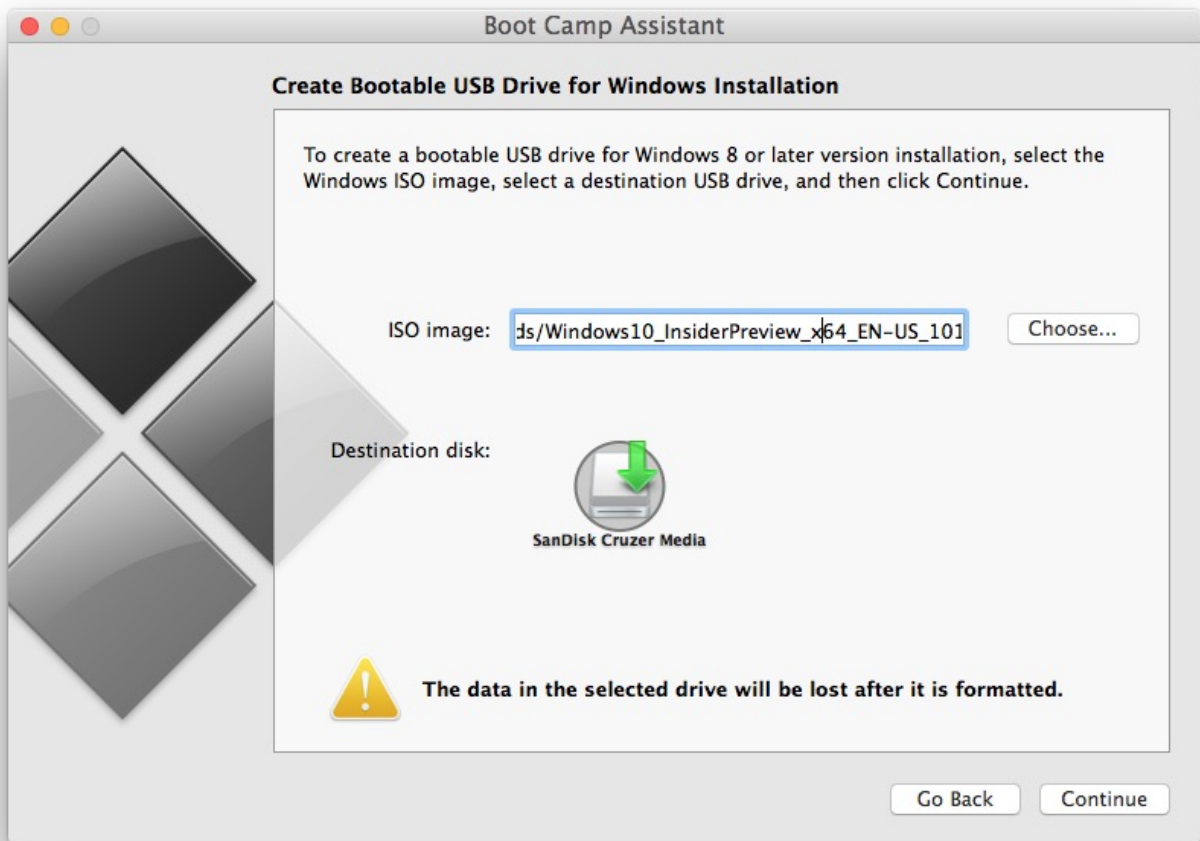 Boot Camp Assistant
Create Bootable USB Drive for Windows Installation
To create a bootable USB drive for Windows 8 or later version installation, select the
Windows ISO image, select a destination USB drive, and then click Continue.
ISO image: ds/Windows10_InsiderPreview_x64_EN-US_101 Choose...
Destination disk:
SanDisk Cruzer Media
The data in the selected drive will be lost after it is formatted.
Go Back Continue